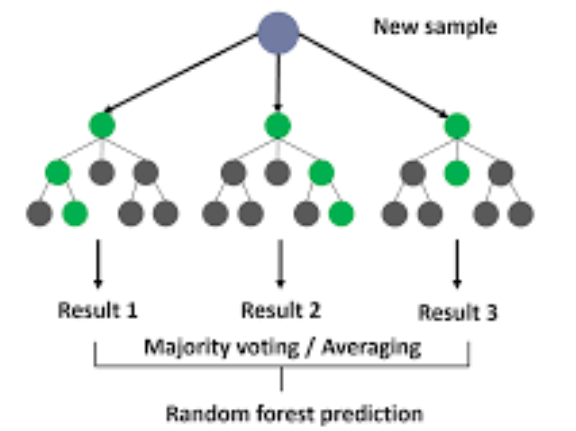 New sample
Result 1
Result 2
Result 3
Majority voting / Averaging
Random forest prediction